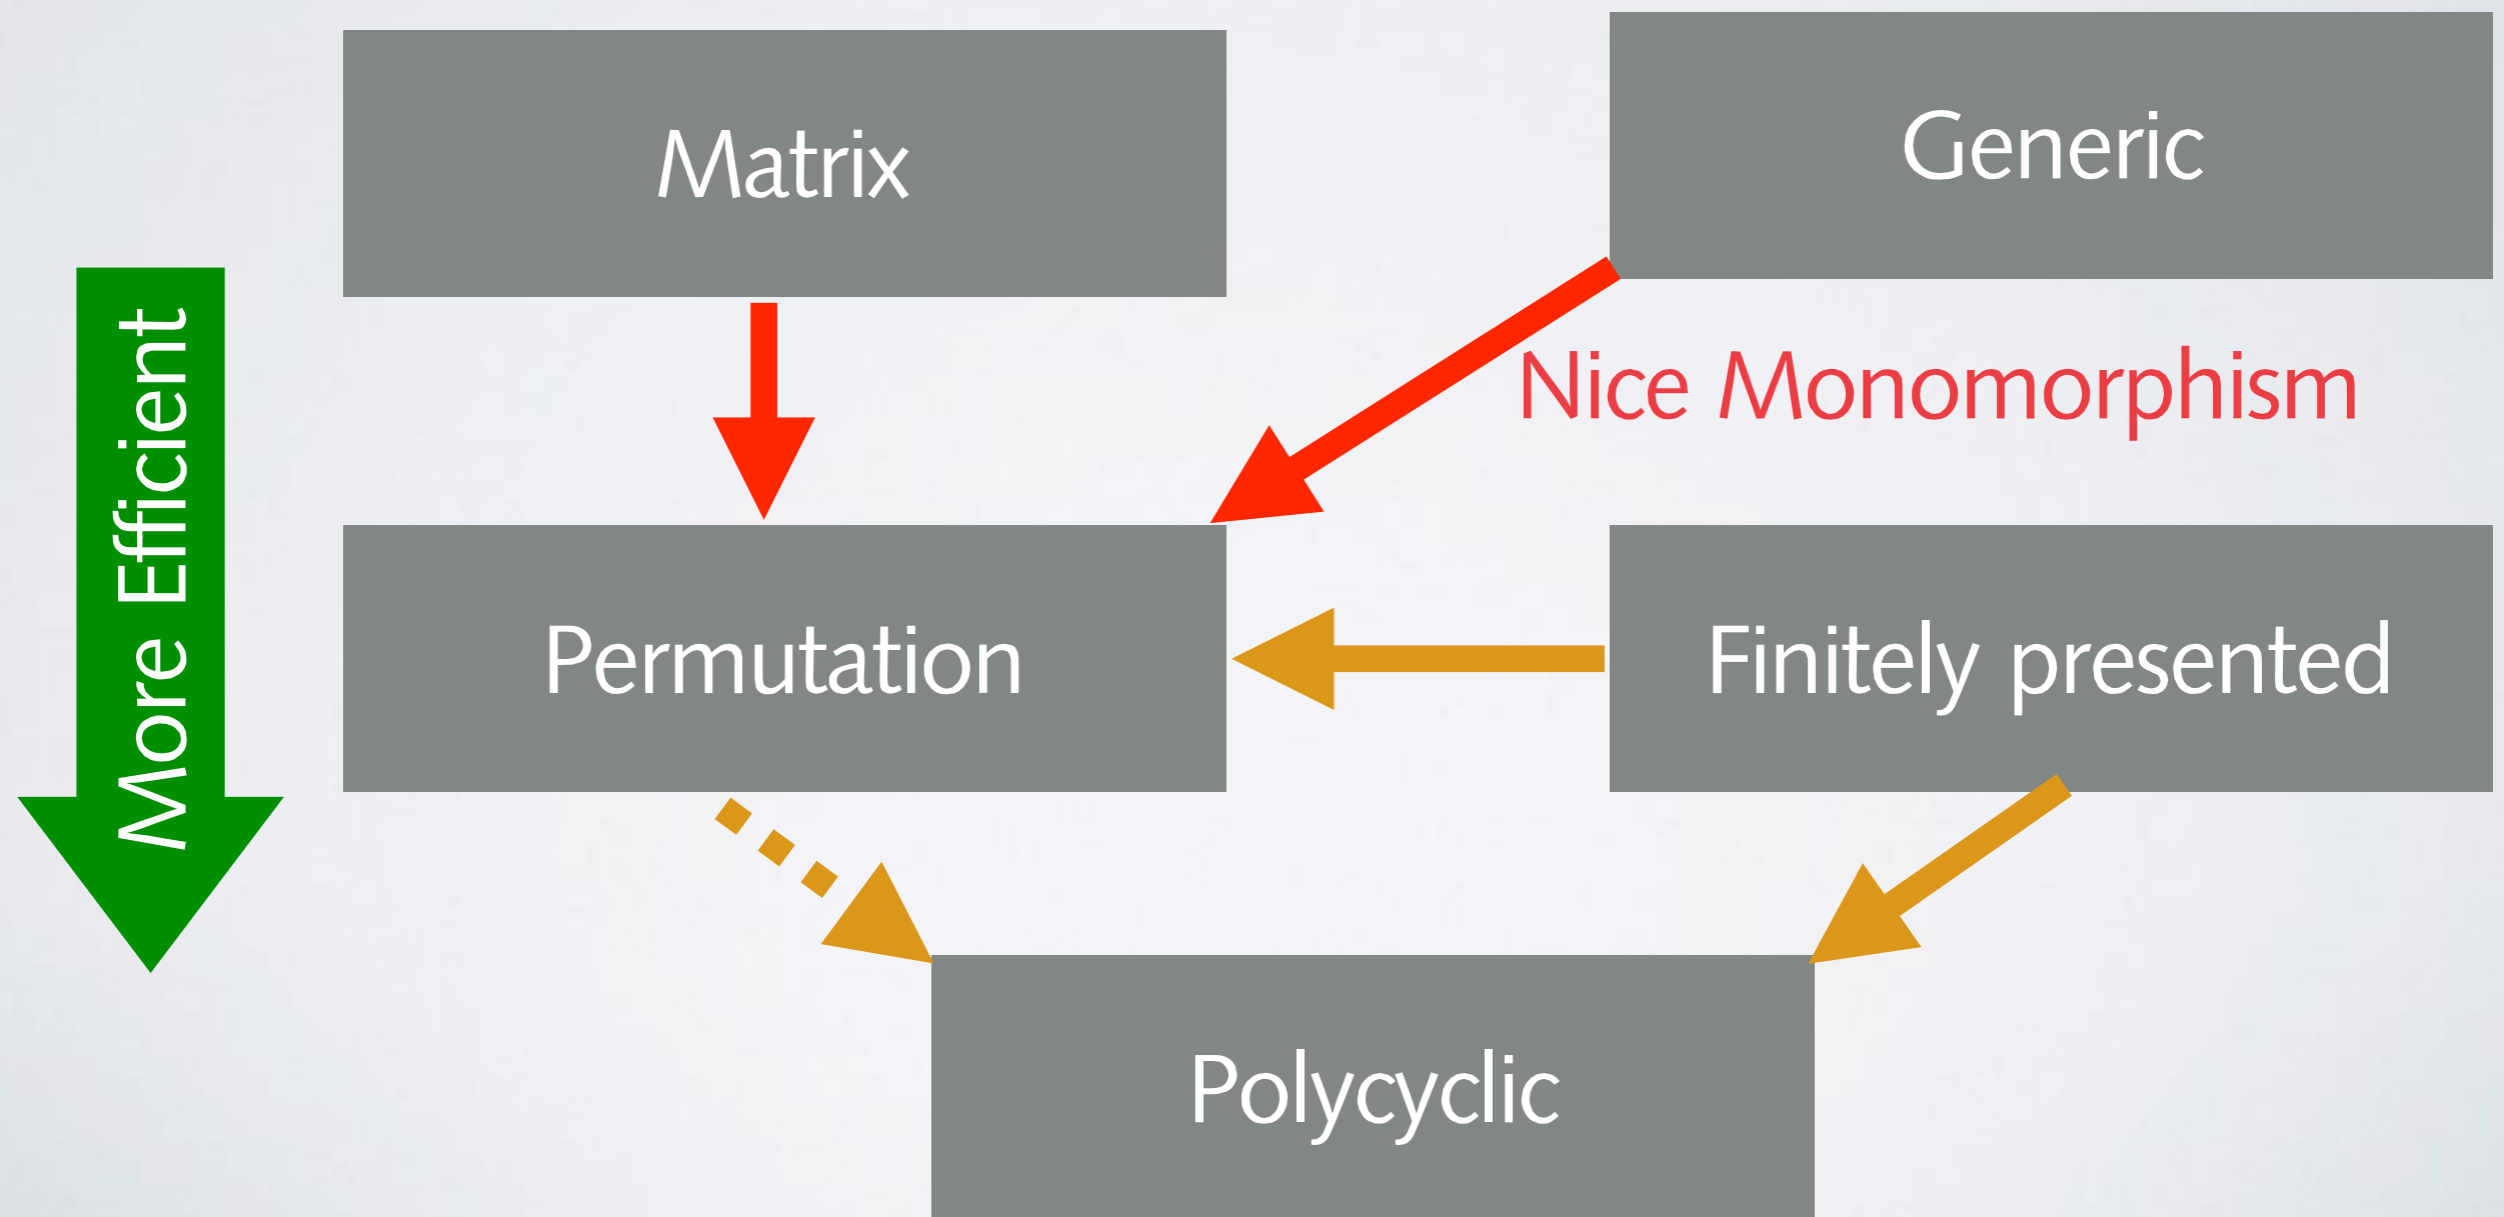 Matrix
Generic
More Efficient
Nice Monomorphism
Permutation
Finitely presented
Polycyclic